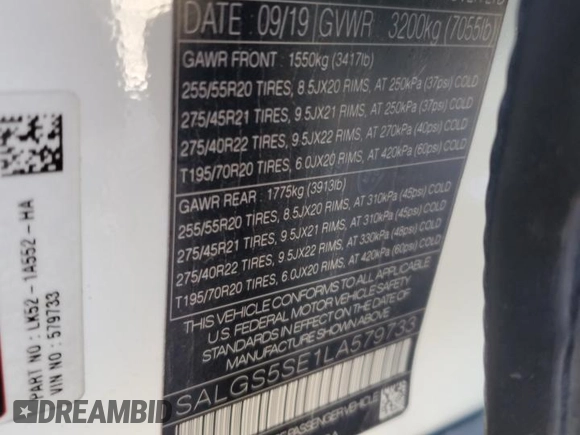 DATE 09/19 GVWR 3200kg (7055lb)
GAWR FRONT 1550kg (3417lb)
255/55R20 TIRES, 8.5JX20 RIMS, AT 250kPa (37psi) COLD
275/45R21 TIRES, 9.5JX21 RIMS, AT 250kPa (37psi) COLD
275/40R22 TIRES, 9.5JX22 RIMS, AT 270kPa (40psi) COLD
T195/70R20 TIRES, 6.0JX20 RIMS, AT 420kPa (60psi) COLD
GAWR REAR 1775kg (3913lb)
255/55R20 TIRES, 8.5JX20 RIMS, AT 310kPa (45psi) COLD
275/45R21 TIRES, 9.5JX21 RIMS, AT 310kPa (45psi) COLD
275/40R22 TIRES, 9.5JX22 RIMS, AT 330kPa (48psi) COLD
T195/70R20 TIRES, 6.0JX20 RIMS, AT 420kPa (60psi) COLD
THIS VEHICLE CONFORMS TO ALL APPLICABLE
U.S. FEDERAL MOTOR VEHICLE SAFETY
STANDARDS IN EFFECT ON THE DATE OF
MANUFACTURE SHOWN ABOVE
SALGS5SE1LA579733
PASSENGER VEHICLE
PART NO : LK52 - 1A552 - HA
VIN NO : 579733
DREAMBID